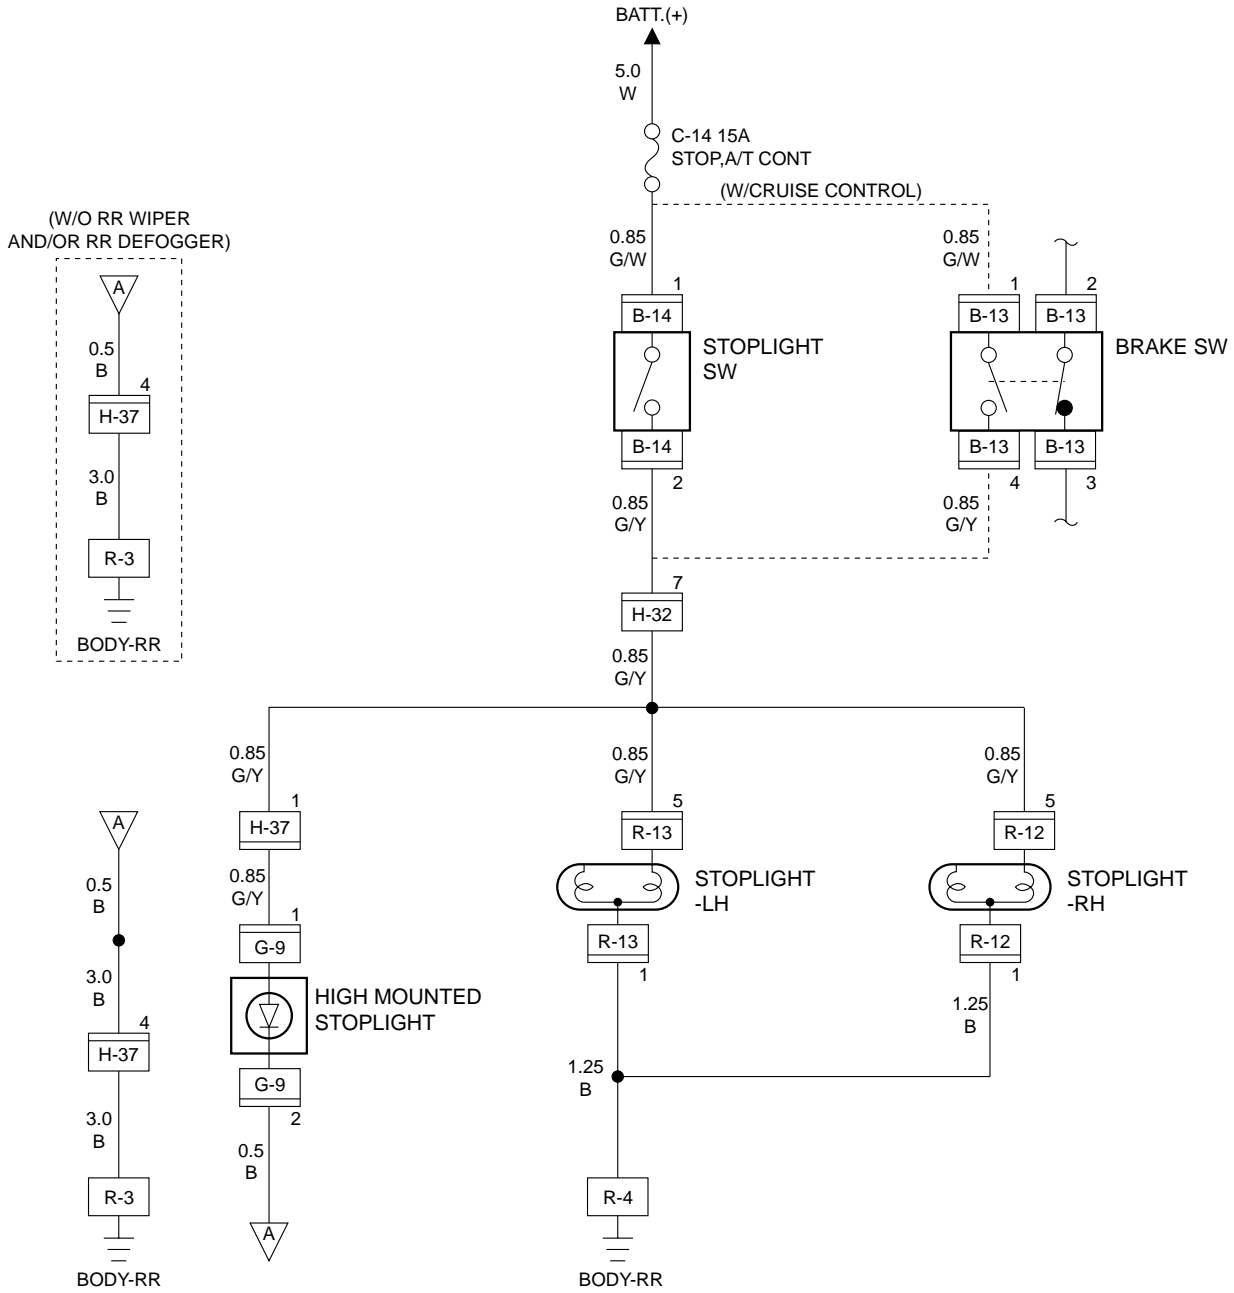 BATT.(+)
5.0
W
C-14 15A
STOP,A/T CONT
(W/CRUISE CONTROL)
(W/O RR WIPER
AND/OR RR DEFOGGER)
A
0.5
B
4
H-37
3.0
B
R-3
BODY-RR
0.85
G/W
1
B-14
STOPLIGHT
SW
B-14
2
0.85
G/Y
0.85
G/W
1
2
B-13
B-13
BRAKE SW
B-13
B-13
4
3
0.85
G/Y
7
H-32
0.85
G/Y
0.85
G/Y
1
H-37
0.85
G/Y
1
G-9
HIGH MOUNTED
STOPLIGHT
G-9
2
0.5
B
A
0.85
G/Y
5
R-13
STOPLIGHT
-LH
R-13
1
0.85
G/Y
5
R-12
STOPLIGHT
-RH
R-12
1
1.25
B
1.25
B
R-4
BODY-RR
A
0.5
B
3.0
B
4
H-37
3.0
B
R-3
BODY-RR